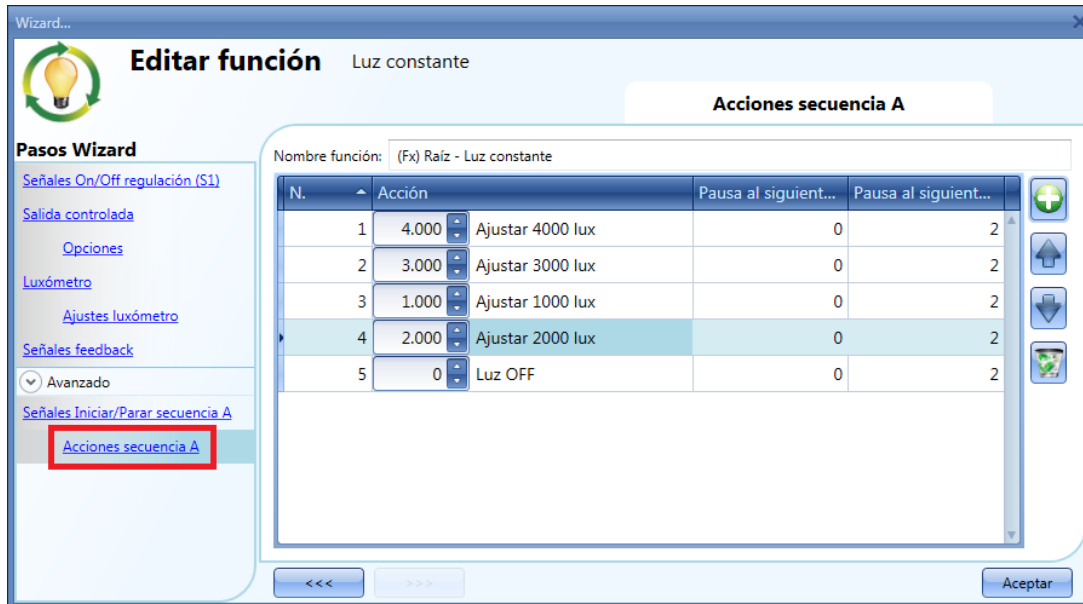 Wizard...
Editar función Luz constante
Acciones secuencia A
Pasos Wizard
Señales On/Off regulación (S1)
Salida controlada
Opciones
Luxómetro
Ajustes luxómetro
Señales feedback
Avanzado
Señales Iniciar/Parar secuencia A
Acciones secuencia A
Nombre función: (Fx) Raíz - Luz constante
N. Acción Pausa al siguient... Pausa al siguient...
1 4.000 Ajustar 4000 lux 0 2
2 3.000 Ajustar 3000 lux 0 2
3 1.000 Ajustar 1000 lux 0 2
4 2.000 Ajustar 2000 lux 0 2
5 0 Luz OFF 0 2
<<< >>> Aceptar